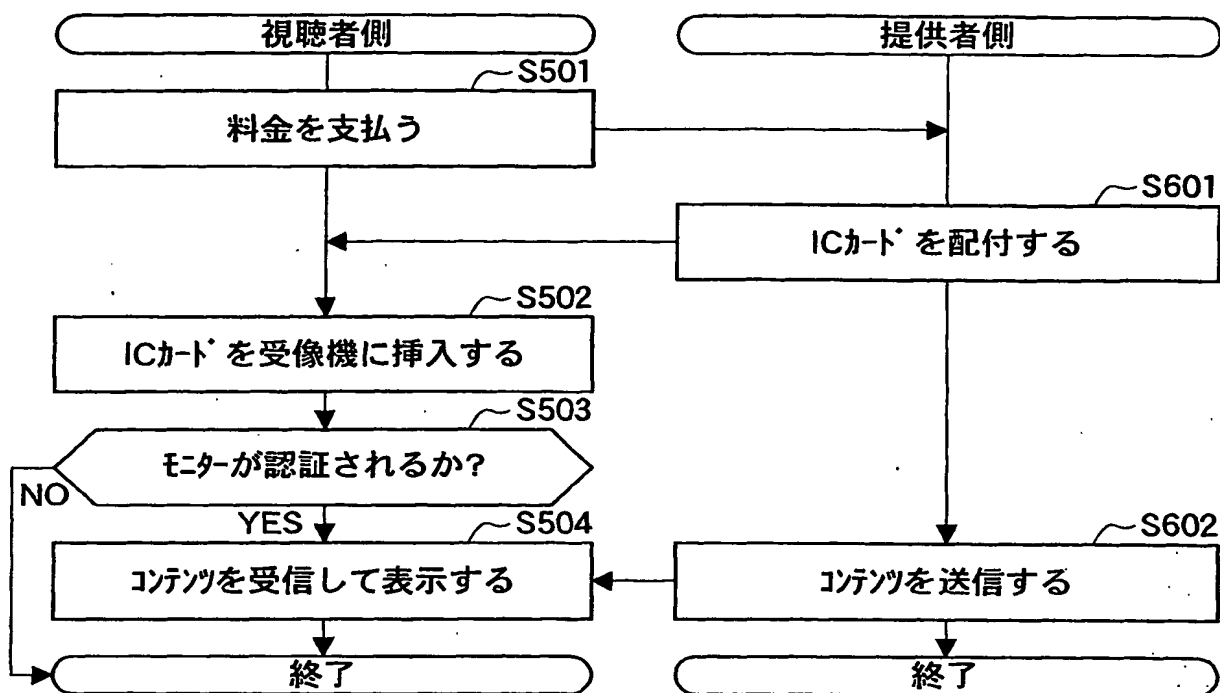 視聴者側
提供者側
S501
料金を支払う
S601
ICｶｰﾄﾞを配付する
S502
ICｶｰﾄﾞを受像機に挿入する
S503
ﾓﾆﾀｰが認証されるか?
NO
YES
S504
ｺﾝﾃﾝﾂを受信して表示する
S602
ｺﾝﾃﾝﾂを送信する
終了
終了